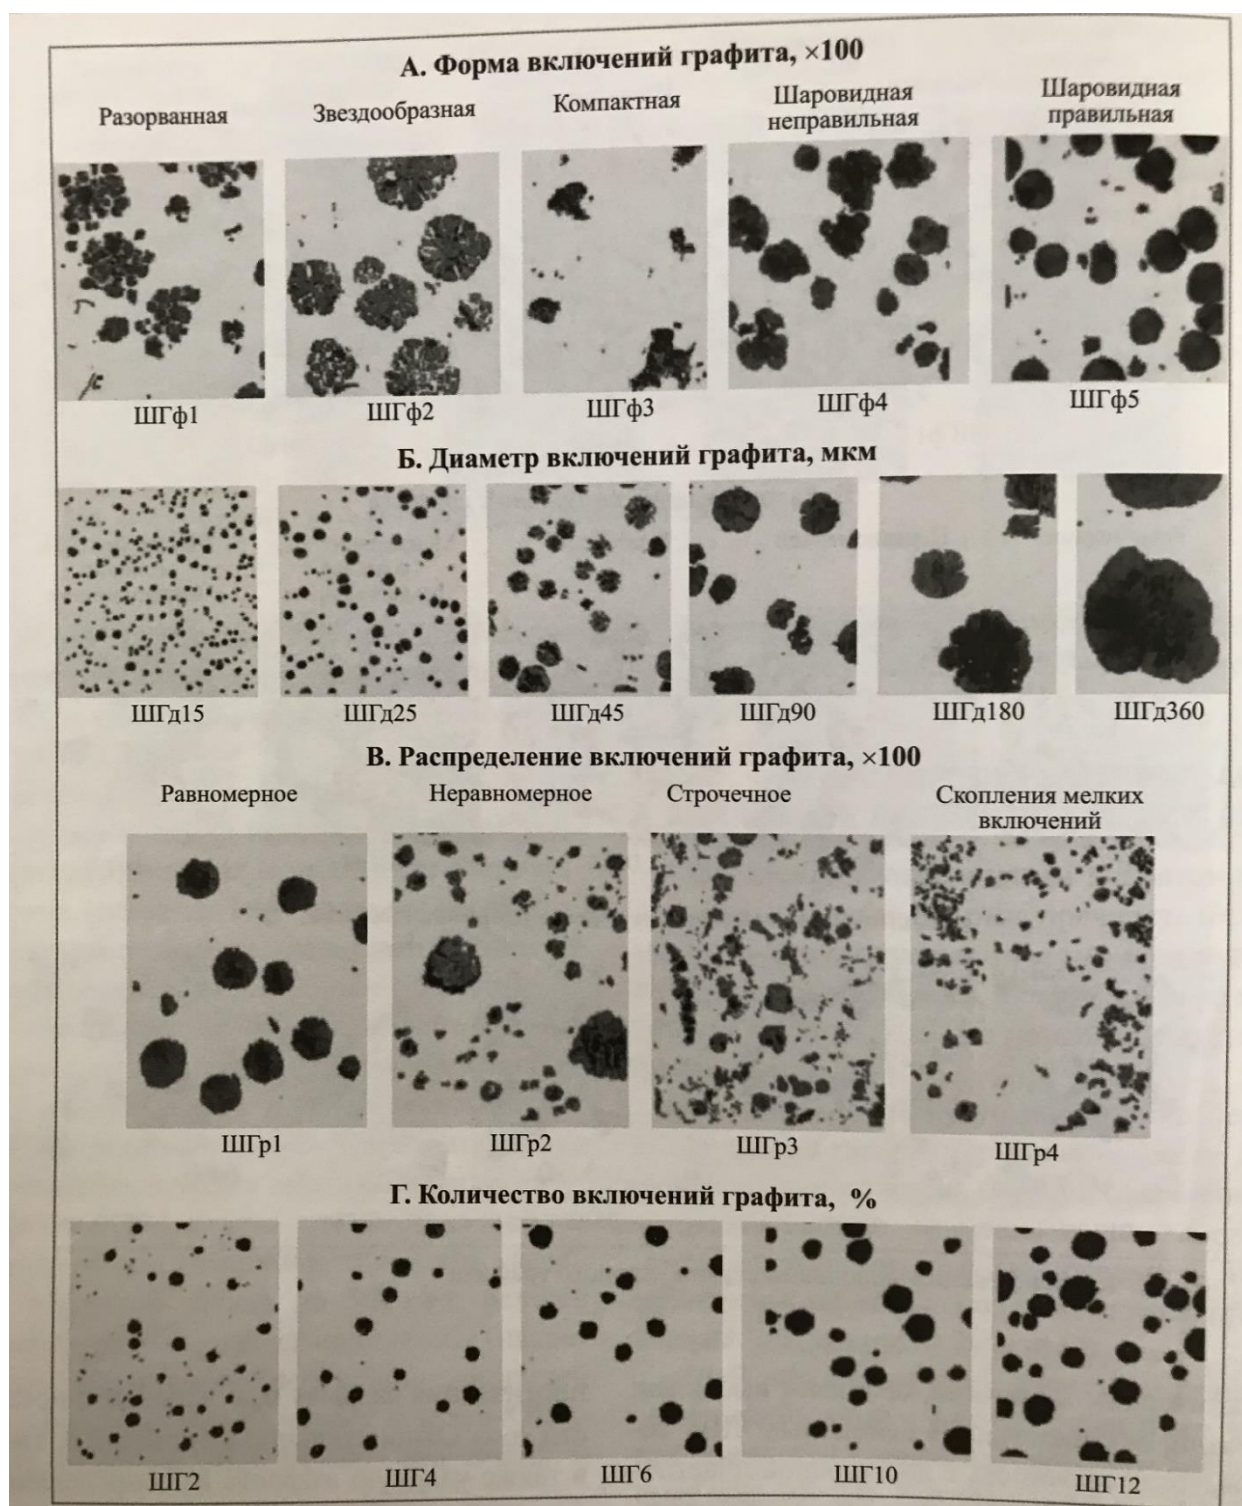 А. Форма включений графита, ×100
Разорванная Звездообразная Компактная Шаровидная неправильная Шаровидная правильная
ШГф1 ШГф2 ШГф3 ШГф4 ШГф5
Б. Диаметр включений графита, мкм
ШГд15 ШГд25 ШГд45 ШГд90 ШГд180 ШГд360
В. Распределение включений графита, ×100
Равномерное Неравномерное Строчечное Скопления мелких включений
ШГр1 ШГр2 ШГр3 ШГр4
Г. Количество включений графита, %
ШГ2 ШГ4 ШГ6 ШГ10 ШГ12